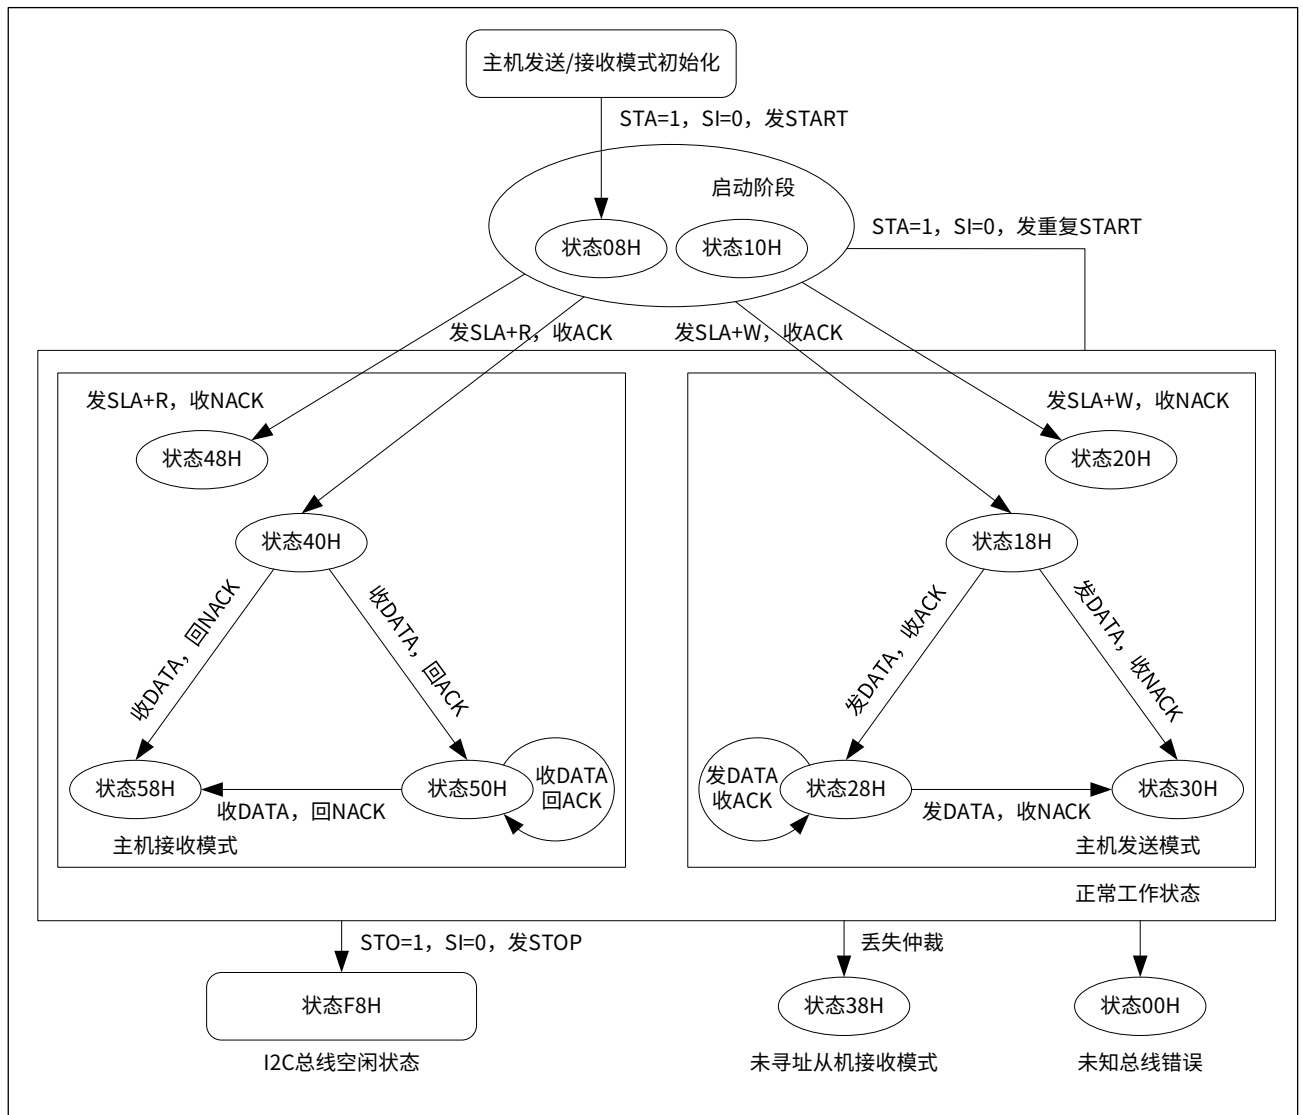 主机发送/接收模式初始化
STA=1，SI=0，发START
启动阶段
状态08H
状态10H
STA=1，SI=0，发重复START
发SLA+R，收ACK
发SLA+W，收ACK
发SLA+R，收NACK
发SLA+W，收NACK
状态48H
状态20H
状态40H
状态18H
收DATA，回NACK
收DATA，回ACK
发DATA，收ACK
发DATA，收NACK
状态58H
状态50H
收DATA
回ACK
发DATA
收ACK
状态28H
状态30H
收DATA，回NACK
发DATA，收NACK
主机接收模式
主机发送模式
正常工作状态
STO=1，SI=0，发STOP
丢失仲裁
状态F8H
状态38H
状态00H
I2C总线空闲状态
未寻址从机接收模式
未知总线错误